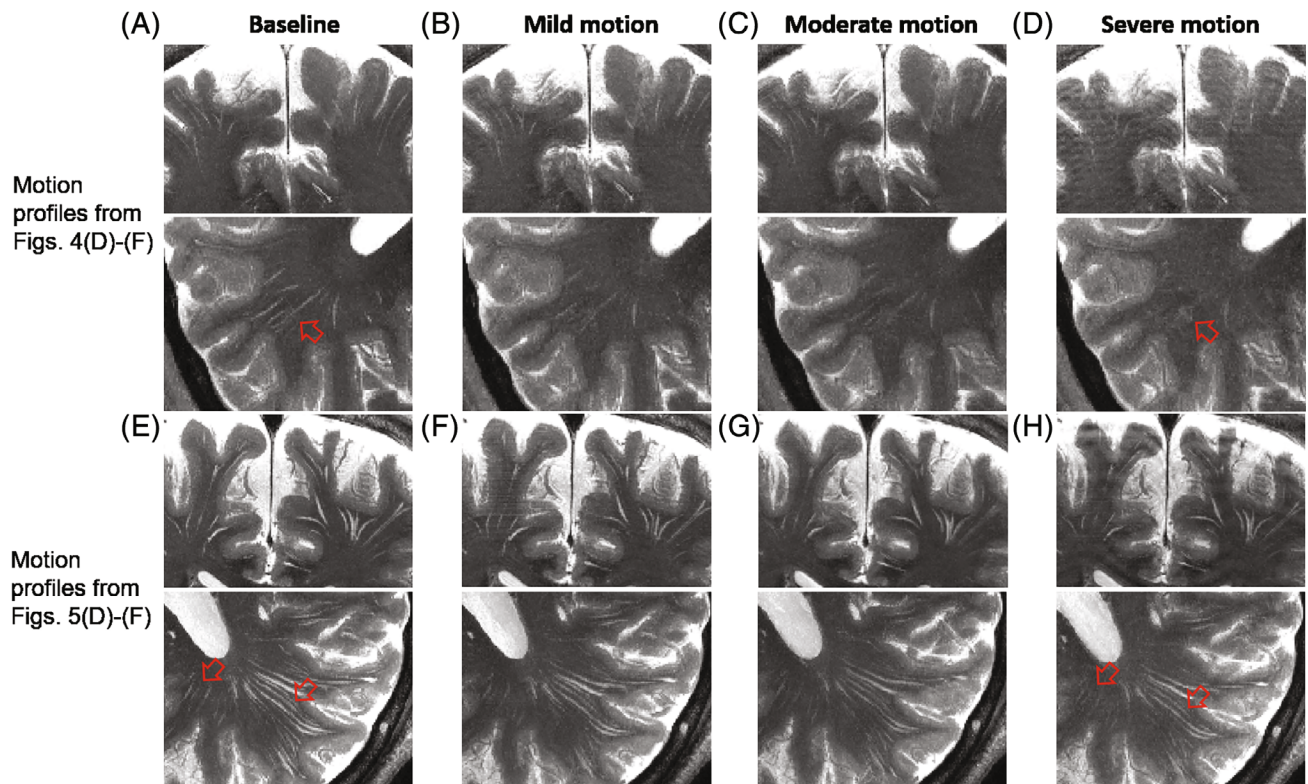 (A) Baseline
(B) Mild motion
(C) Moderate motion
(D) Severe motion
Motion
profiles from
Figs. 4(D)-(F)
(E)
(F)
(G)
(H)
Motion
profiles from
Figs. 5(D)-(F)